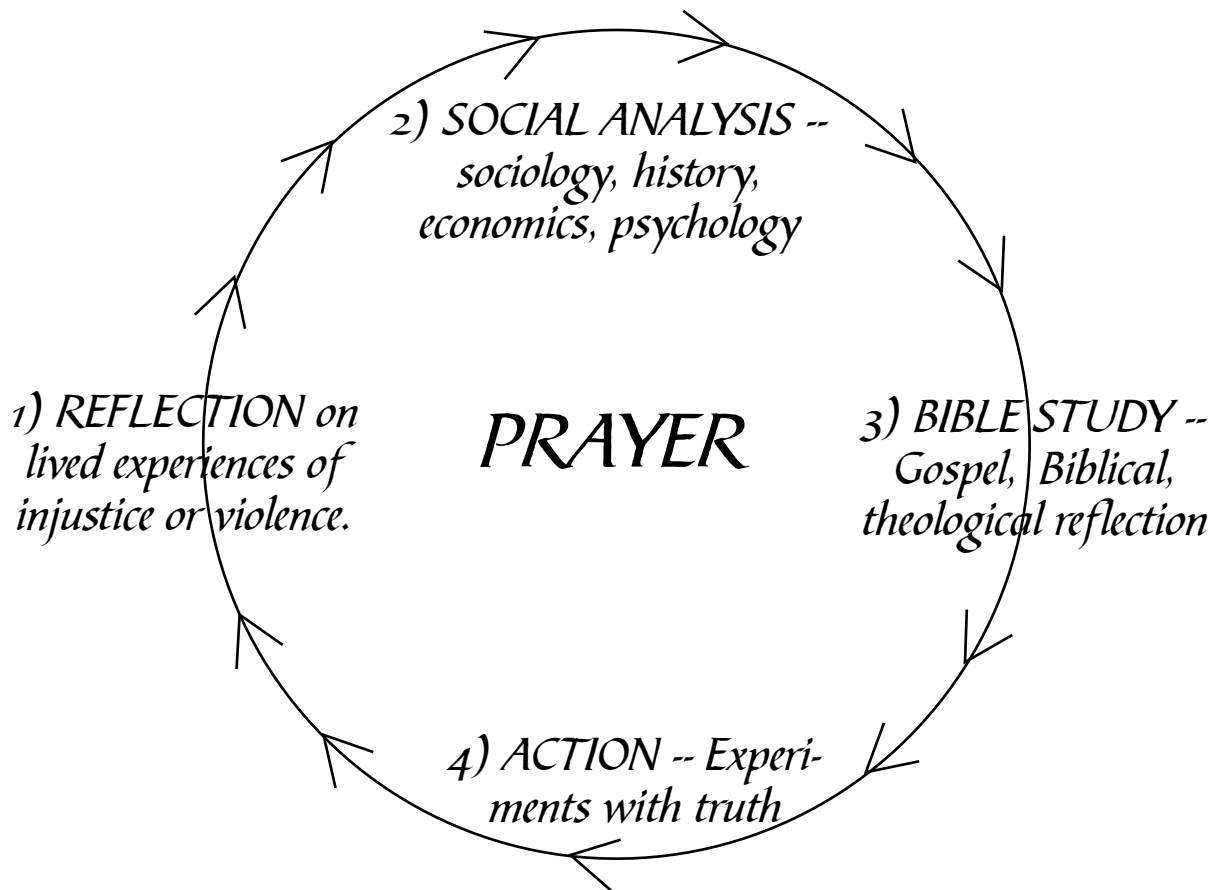 2) SOCIAL ANALYSIS --
sociology, history,
economics, psychology
1) REFLECTION on
lived experiences of
injustice or violence.
PRAYER
3) BIBLE STUDY --
Gospel, Biblical,
theological reflection
4) ACTION -- Experi-
ments with truth